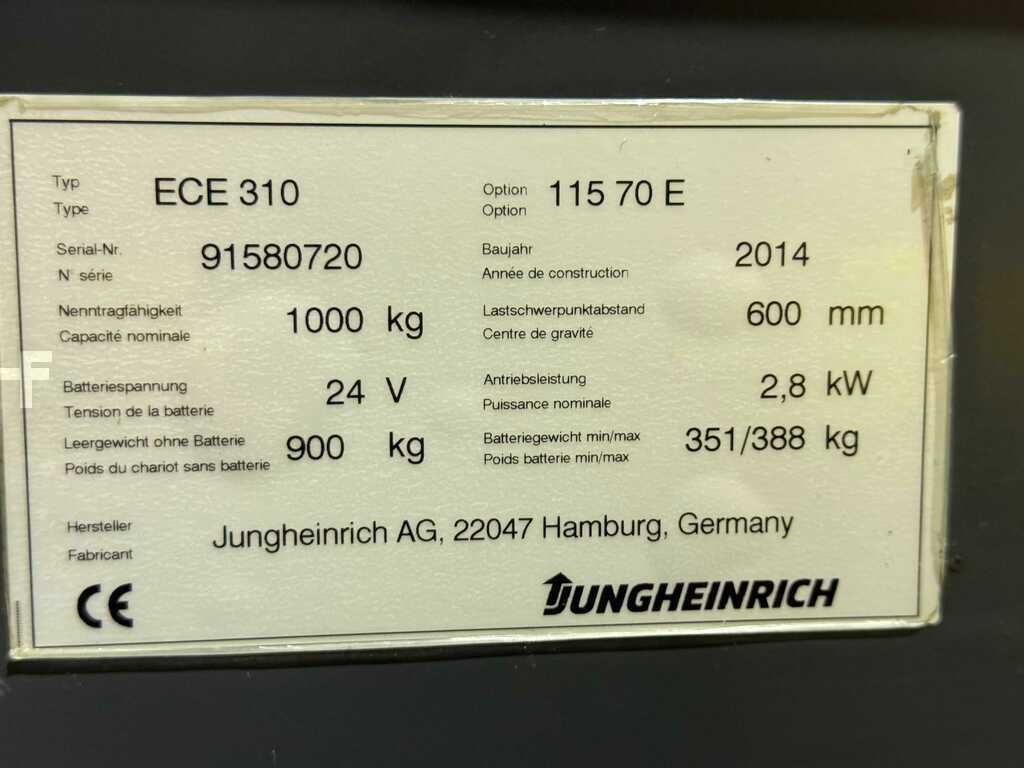 Typ ECE 310 Option 115 70 E
Type Option
Serial-Nr. 91580720 Baujahr 2014
N° série Année de construction
Nenntragfähigkeit 1000 kg Lastschwerpunktabstand 600 mm
Capacité nominale Centre de gravité
Batteriespannung 24 V Antriebsleistung 2,8 kW
Tension de la batterie Puissance nominale
Leergewicht ohne Batterie 900 kg Batteriegewicht min/max 351/388 kg
Poids du chariot sans batterie Poids batterie min/max
Hersteller Jungheinrich AG, 22047 Hamburg, Germany
Fabricant
CE JUNGHEINRICH
F